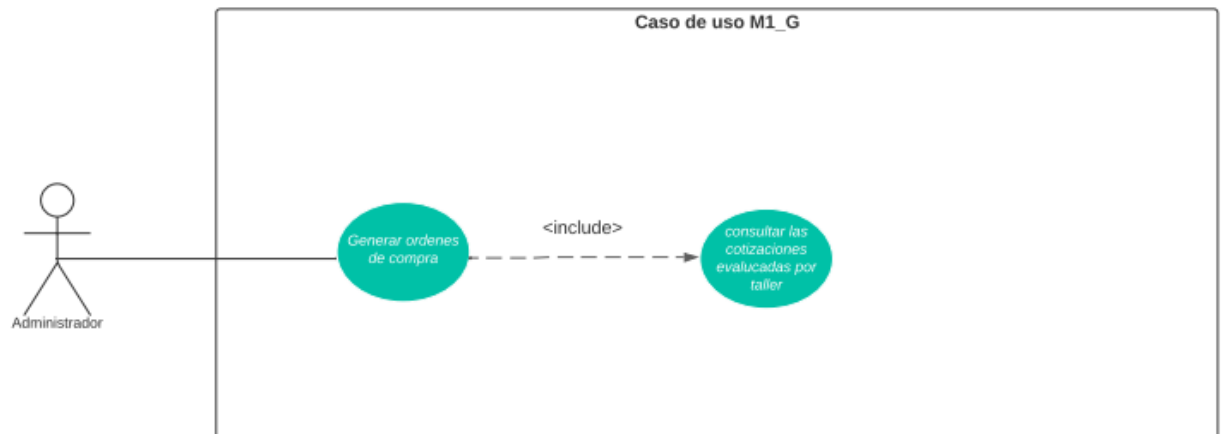 Caso de uso M1_G
<include>
Generar ordenes
de compra
consultar las
cotizaciones
evalucadas por
taller
Administrador